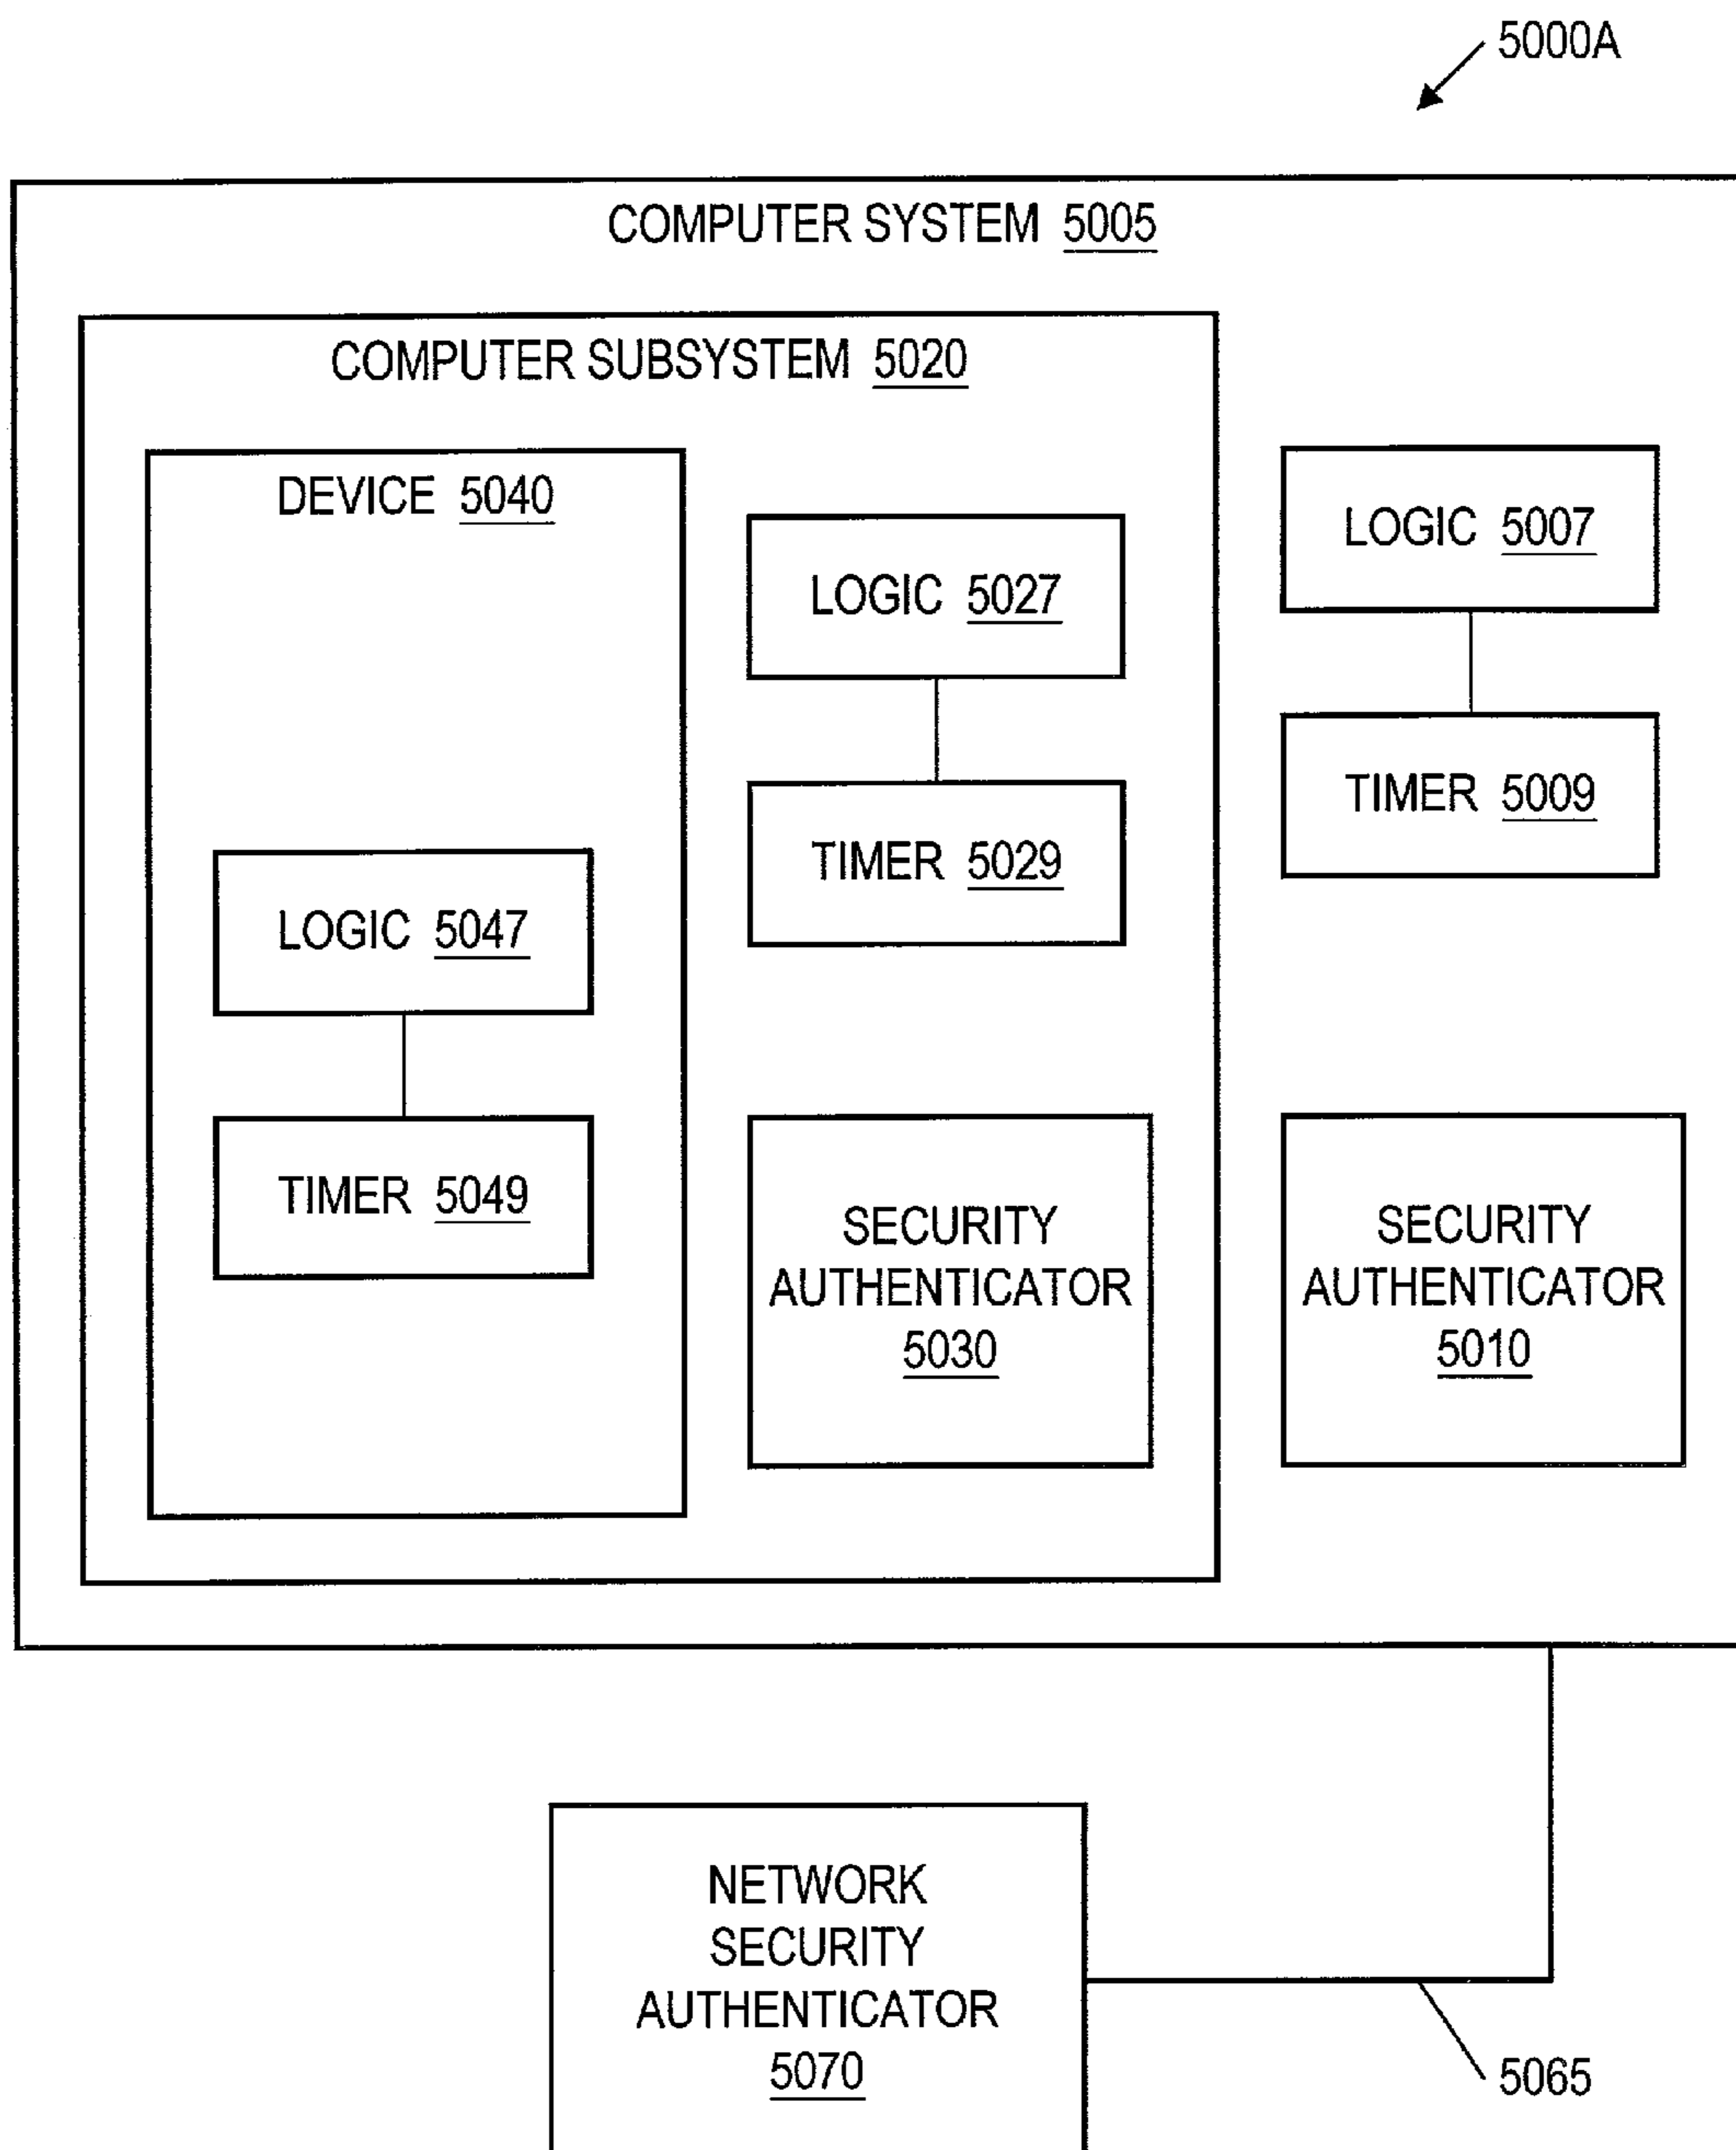 5000A
COMPUTER SYSTEM 5005
COMPUTER SUBSYSTEM 5020
DEVICE 5040
LOGIC 5007
LOGIC 5027
TIMER 5009
TIMER 5029
LOGIC 5047
TIMER 5049
SECURITY
AUTHENTICATOR
5030
SECURITY
AUTHENTICATOR
5010
NETWORK
SECURITY
AUTHENTICATOR
5070
5065